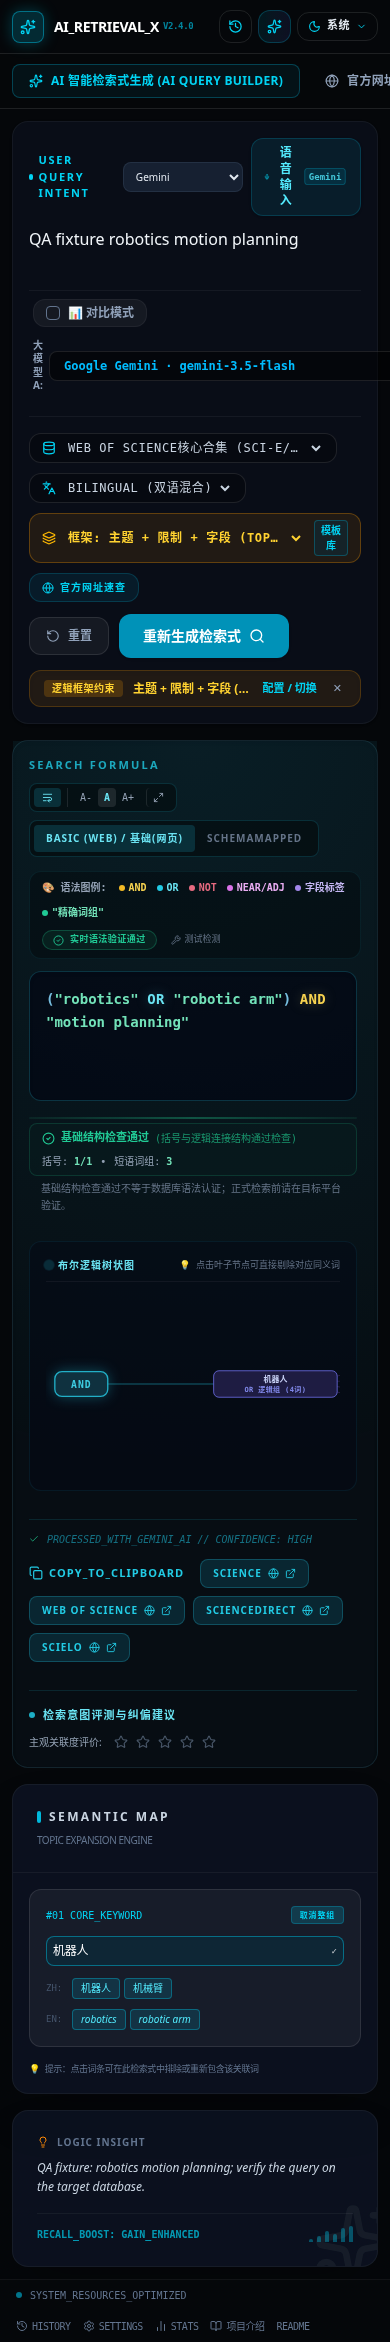 AI_RETRIEVAL_X V2.4.0 系统
AI 智能检索式生成 (AI QUERY BUILDER) 官方网址
USER
QUERY
INTENT
Gemini
语
音
输
入
Gemini
QA fixture robotics motion planning
📊 对比模式
大
模
型
A:
Google Gemini · gemini-3.5-flash
WEB OF SCIENCE核心合集 (SCI-E/…
BILINGUAL (双语混合)
框架: 主题 + 限制 + 字段 (TOP…
模板
库
官方网址速查
重置 重新生成检索式
逻辑框架约束 主题 + 限制 + 字段 (… 配置 / 切换 ×
SEARCH FORMULA
A- A A+
BASIC (WEB) / 基础(网页) SCHEMAMAPPED
🎨 语法图例: AND OR NOT NEAR/ADJ 字段标签
"精确词组"
实时语法验证通过 测试检测
("robotics" OR "robotic arm") AND
"motion planning"
基础结构检查通过 (括号与逻辑连接结构通过检查)
括号: 1/1 • 短语词组: 3
基础结构检查通过不等于数据库语法认证；正式检索前请在目标平台
验证。
布尔逻辑树状图 💡 点击叶子节点可直接剔除对应同义词
AND
机器人
OR 逻辑组 (4词)
✓ PROCESSED_WITH_GEMINI_AI // CONFIDENCE: HIGH
COPY_TO_CLIPBOARD SCIENCE
WEB OF SCIENCE SCIENCEDIRECT
SCIELO
检索意图评测与纠偏建议
主观关联度评价:
SEMANTIC MAP
TOPIC EXPANSION ENGINE
#01 CORE_KEYWORD 取消整组
机器人 ✓
ZH: 机器人 机械臂
EN: robotics robotic arm
💡 提示: 点击词条可在此检索式中排除或重新包含该关联词
LOGIC INSIGHT
QA fixture: robotics motion planning; verify the query on
the target database.
RECALL_BOOST: GAIN_ENHANCED
SYSTEM_RESOURCES_OPTIMIZED
HISTORY SETTINGS STATS 项目介绍 README